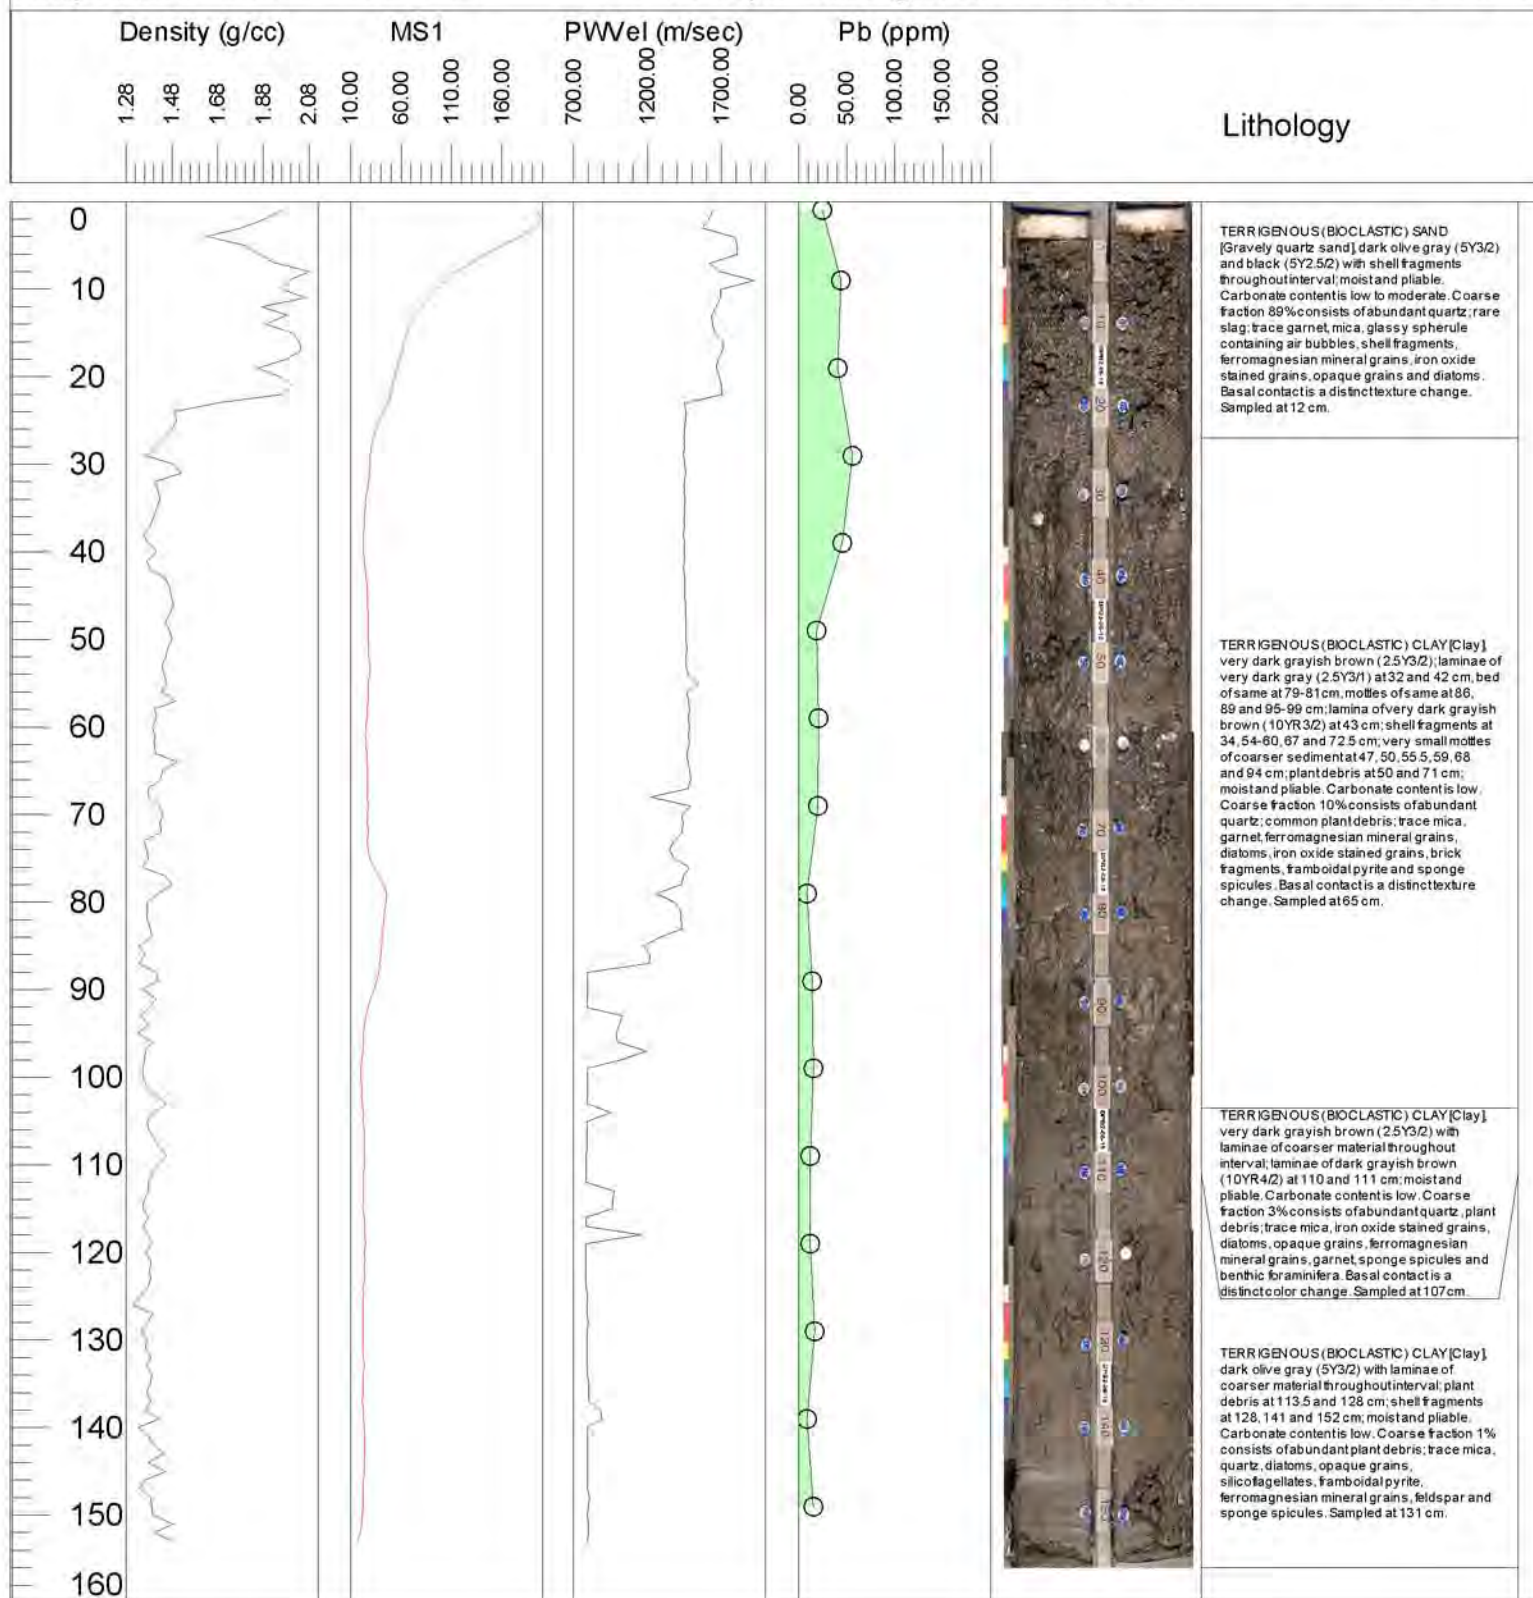 Density (g/cc) MS1 PWVel (m/sec) Pb (ppm)
1.28 1.48 1.68 1.88 2.08 10.00 60.00 110.00 160.00 700.00 1200.00 1700.00 0.00 50.00 100.00 150.00 200.00
Lithology
0
10
20
30
40
50
60
70
80
90
100
110
120
130
140
150
160
TERRIGENOUS (BIOCLASTIC) SAND
[Gravely quartz sand], dark olive gray (5Y3/2)
and black (5Y2.5/2) with shell fragments
throughout interval; moist and pliable.
Carbonate content is low to moderate. Coarse
fraction 89% consists of abundant quartz; rare
slag; trace garnet, mica, glassy spherule
containing air bubbles, shell fragments,
ferromagnesian mineral grains, iron oxide
stained grains, opaque grains and diatoms.
Basal contact is a distinct texture change.
Sampled at 12 cm.
TERRIGENOUS (BIOCLASTIC) CLAY [Clay],
very dark grayish brown (2.5Y3/2); laminae of
very dark gray (2.5Y3/1) at 32 and 42 cm, bed
of same at 79-81 cm, mottles of same at 86,
89 and 95-99 cm; lamina of very dark grayish
brown (10YR3/2) at 43 cm; shell fragments at
34, 54-60, 67 and 72.5 cm; very small mottles
of coarser sediment at 47, 50, 55.5, 59, 68
and 94 cm; plant debris at 50 and 71 cm;
moist and pliable. Carbonate content is low.
Coarse fraction 10% consists of abundant
quartz; common plant debris; trace mica,
garnet, ferromagnesian mineral grains,
diatoms, iron oxide stained grains, brick
fragments, framboidal pyrite and sponge
spicules. Basal contact is a distinct texture
change. Sampled at 65 cm.
TERRIGENOUS (BIOCLASTIC) CLAY [Clay],
very dark grayish brown (2.5Y3/2) with
laminae of coarser material throughout
interval; laminae of dark grayish brown
(10YR4/2) at 110 and 111 cm; moist and
pliable. Carbonate content is low. Coarse
fraction 3% consists of abundant quartz, plant
debris; trace mica, iron oxide stained grains,
diatoms, opaque grains, ferromagnesian
mineral grains, garnet, sponge spicules and
benthic foraminifera. Basal contact is a
distinct color change. Sampled at 107cm.
TERRIGENOUS (BIOCLASTIC) CLAY [Clay],
dark olive gray (5Y3/2) with laminae of
coarser material throughout interval; plant
debris at 113.5 and 128 cm; shell fragments
at 128, 141 and 152 cm; moist and pliable.
Carbonate content is low. Coarse fraction 1%
consists of abundant plant debris; trace mica,
quartz, diatoms, opaque grains,
silicoflagellates, framboidal pyrite,
ferromagnesian mineral grains, feldspar and
sponge spicules. Sampled at 131 cm.